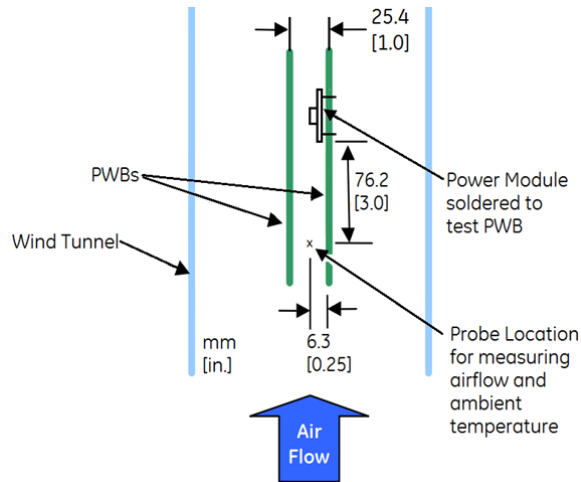 25.4
[1.0]
PWBs
76.2
[3.0]
Power Module
soldered to
test PWB
Wind Tunnel
x
mm
[in.]
6.3
[0.25]
Probe Location
for measuring
airflow and
ambient
temperature
Air
Flow